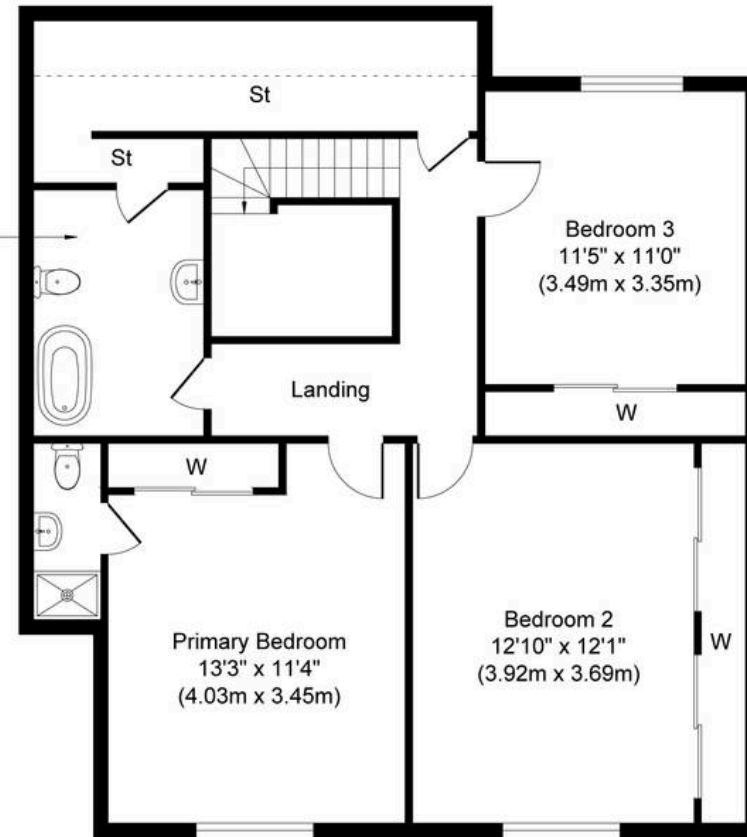 St
St
Bedroom 3
11'5" x 11'0"
(3.49m x 3.35m)
Landing
W
W
Primary Bedroom
13'3" x 11'4"
(4.03m x 3.45m)
Bedroom 2
12'10" x 12'1"
(3.92m x 3.69m)
W